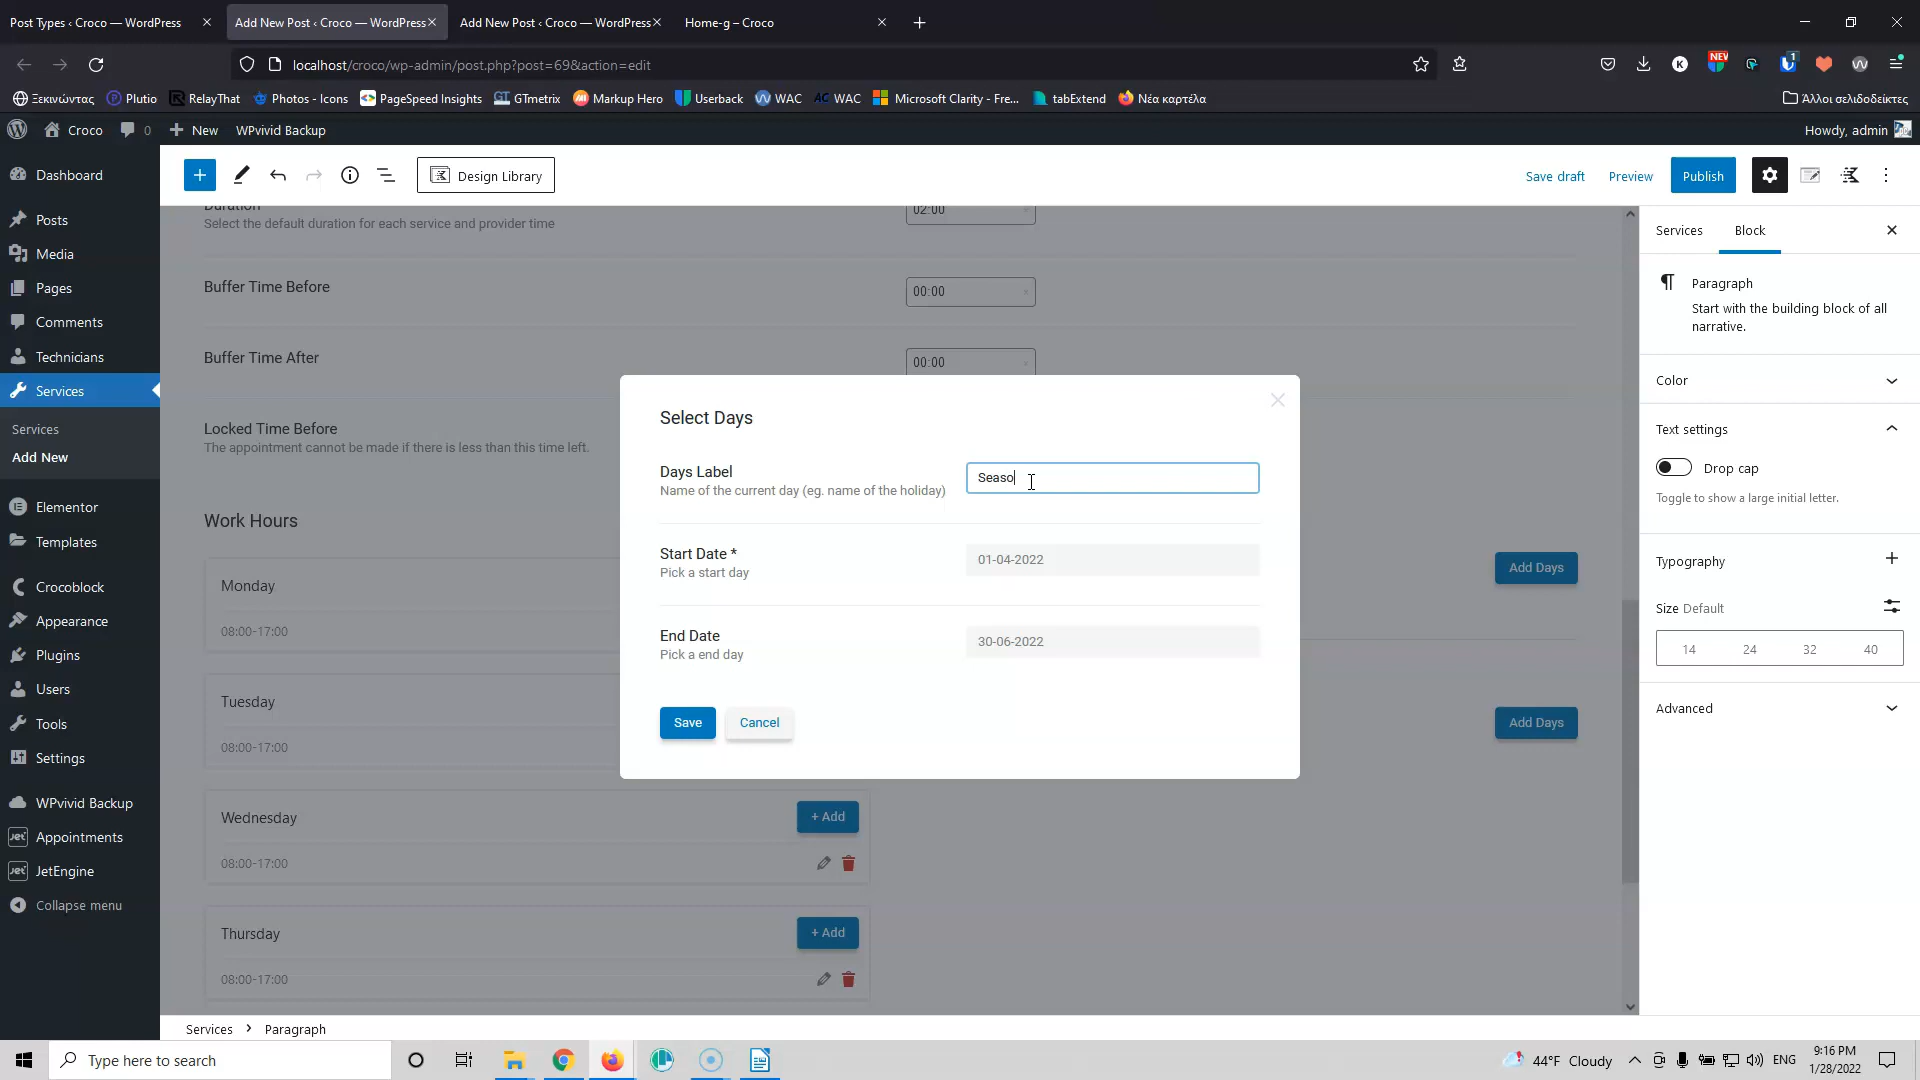 Post Types ‹ Croco — WordPress
Add New Post ‹ Croco — WordPress
Add New Post ‹ Croco — WordPress
Home-g – Croco
localhost/croco/wp-admin/post.php?post=69&action=edit
NEW
K
1
Ξεκινώντας
Plutio
RelayThat
Photos - Icons
PageSpeed Insights
GTmetrix
Markup Hero
Userback
WAC
AC WAC
Microsoft Clarity - Fre...
tabExtend
Νέα καρτέλα
Άλλοι σελιδοδείκτες
Croco
0
New
WPvivid Backup
Howdy, admin
Design Library
Save draft
Preview
Publish
Dashboard
Posts
Media
Pages
Comments
Technicians
Services
Services
Add New
Elementor
Templates
Crocoblock
Appearance
Plugins
Users
Tools
Settings
WPvivid Backup
Jet Appointments
Jet JetEngine
Collapse menu
Duration
Select the default duration for each service and provider time
02:00
Buffer Time Before
00:00
Buffer Time After
00:00
Locked Time Before
The appointment cannot be made if there is less than this time left.
Work Hours
Monday
08:00-17:00
Tuesday
08:00-17:00
Wednesday
+ Add
08:00-17:00
Thursday
+ Add
08:00-17:00
Add Days
Add Days
Select Days
Days Label
Name of the current day (eg. name of the holiday)
Seaso
Start Date *
Pick a start day
01-04-2022
End Date
Pick a end day
30-06-2022
Save
Cancel
Services
Block
Paragraph
Start with the building block of all
narrative.
Color
Text settings
Drop cap
Toggle to show a large initial letter.
Typography
Size Default
14
24
32
40
Advanced
Services
Paragraph
Type here to search
44°F Cloudy
ENG
9:16 PM
1/28/2022